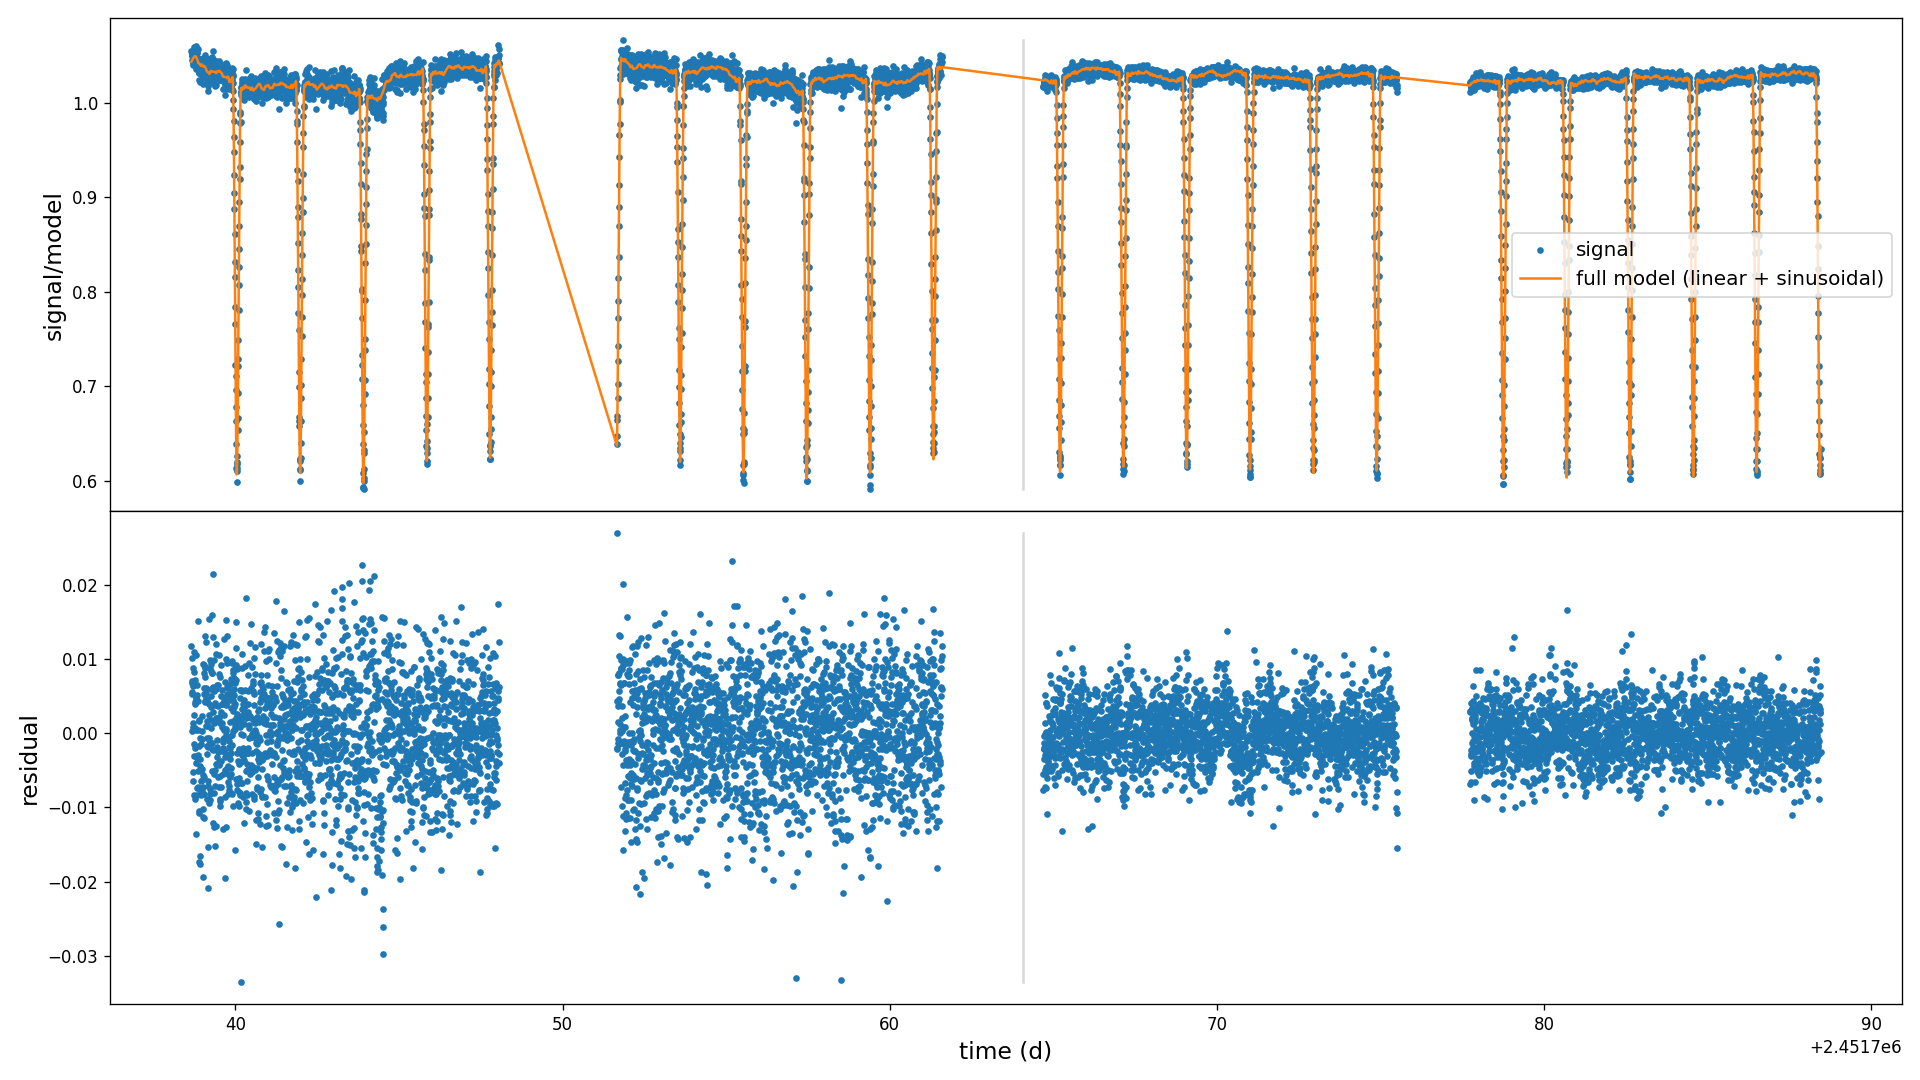 1.0
0.9
0.8
0.7
0.6
signal/model
signal
full model (linear + sinusoidal)
0.02
0.01
0.00
−0.01
−0.02
−0.03
residual
40
50
60
70
80
90
time (d)
+2.4517e6